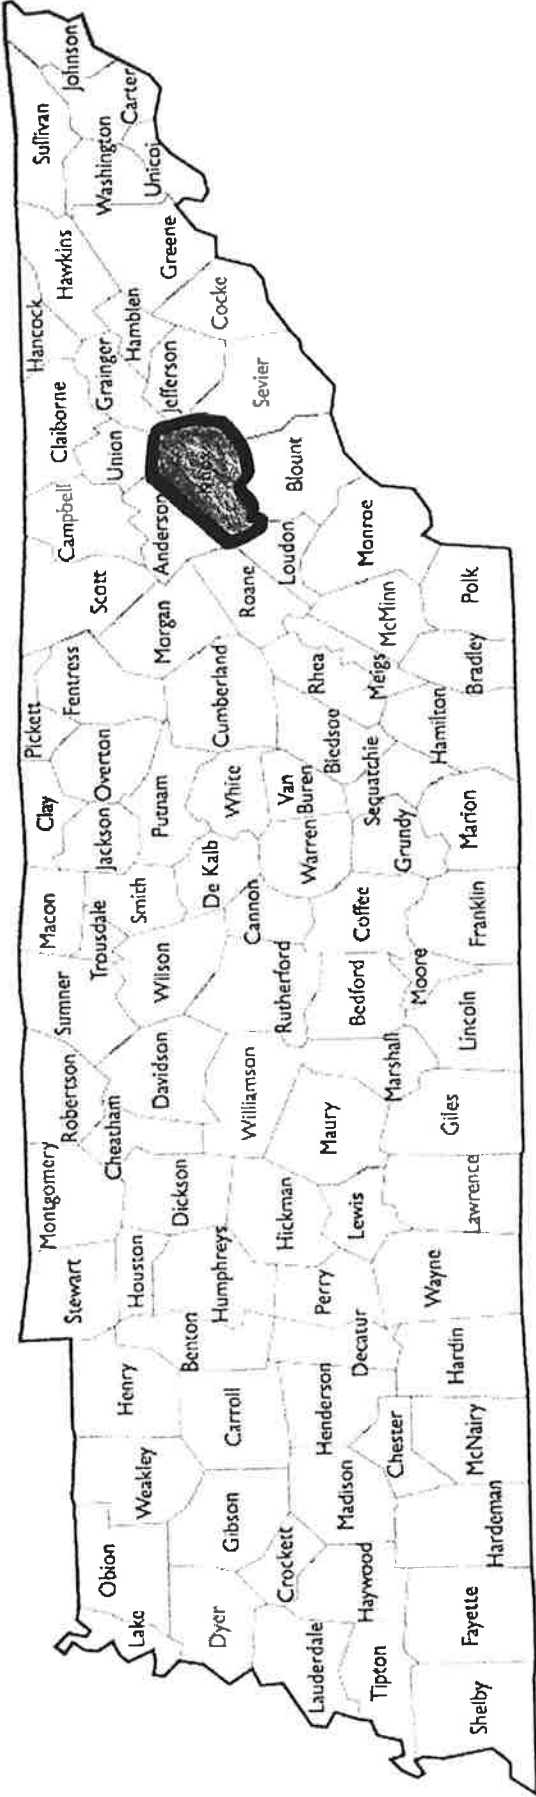 Johnson
Sullivan
Carter
Washington
Unicoi
Hawkins
Greene
Hancock
Hamblen
Cocke
Grainger
Jefferson
Claiborne
Sevier
Union
Knox
Blount
Campbell
Anderson
Scott
Loudon
Monroe
Roane
Morgan
McMinn
Polk
Fentress
Cumberland
Rhea
Meigs
Bradley
Pickett
Overton
Bledsoe
Hamilton
Clay
Putnam
White
Van
Buren
Sequatchie
Jackson
Warren
Grundy
Marion
De Kalb
Macon
Smith
Cannon
Coffee
Trousdale
Franklin
Sumner
Wilson
Rutherford
Bedford
Moore
Lincoln
Robertson
Davidson
Williamson
Marshall
Cheatham
Maury
Giles
Montgomery
Dickson
Hickman
Lewis
Lawrence
Stewart
Houston
Humphreys
Perry
Wayne
Benton
Decatur
Henry
Hardin
Carroll
Henderson
Chester
McNairy
Weakley
Gibson
Madison
Hardeman
Obion
Crockett
Haywood
Lake
Dyer
Fayette
Lauderdale
Tipton
Shelby